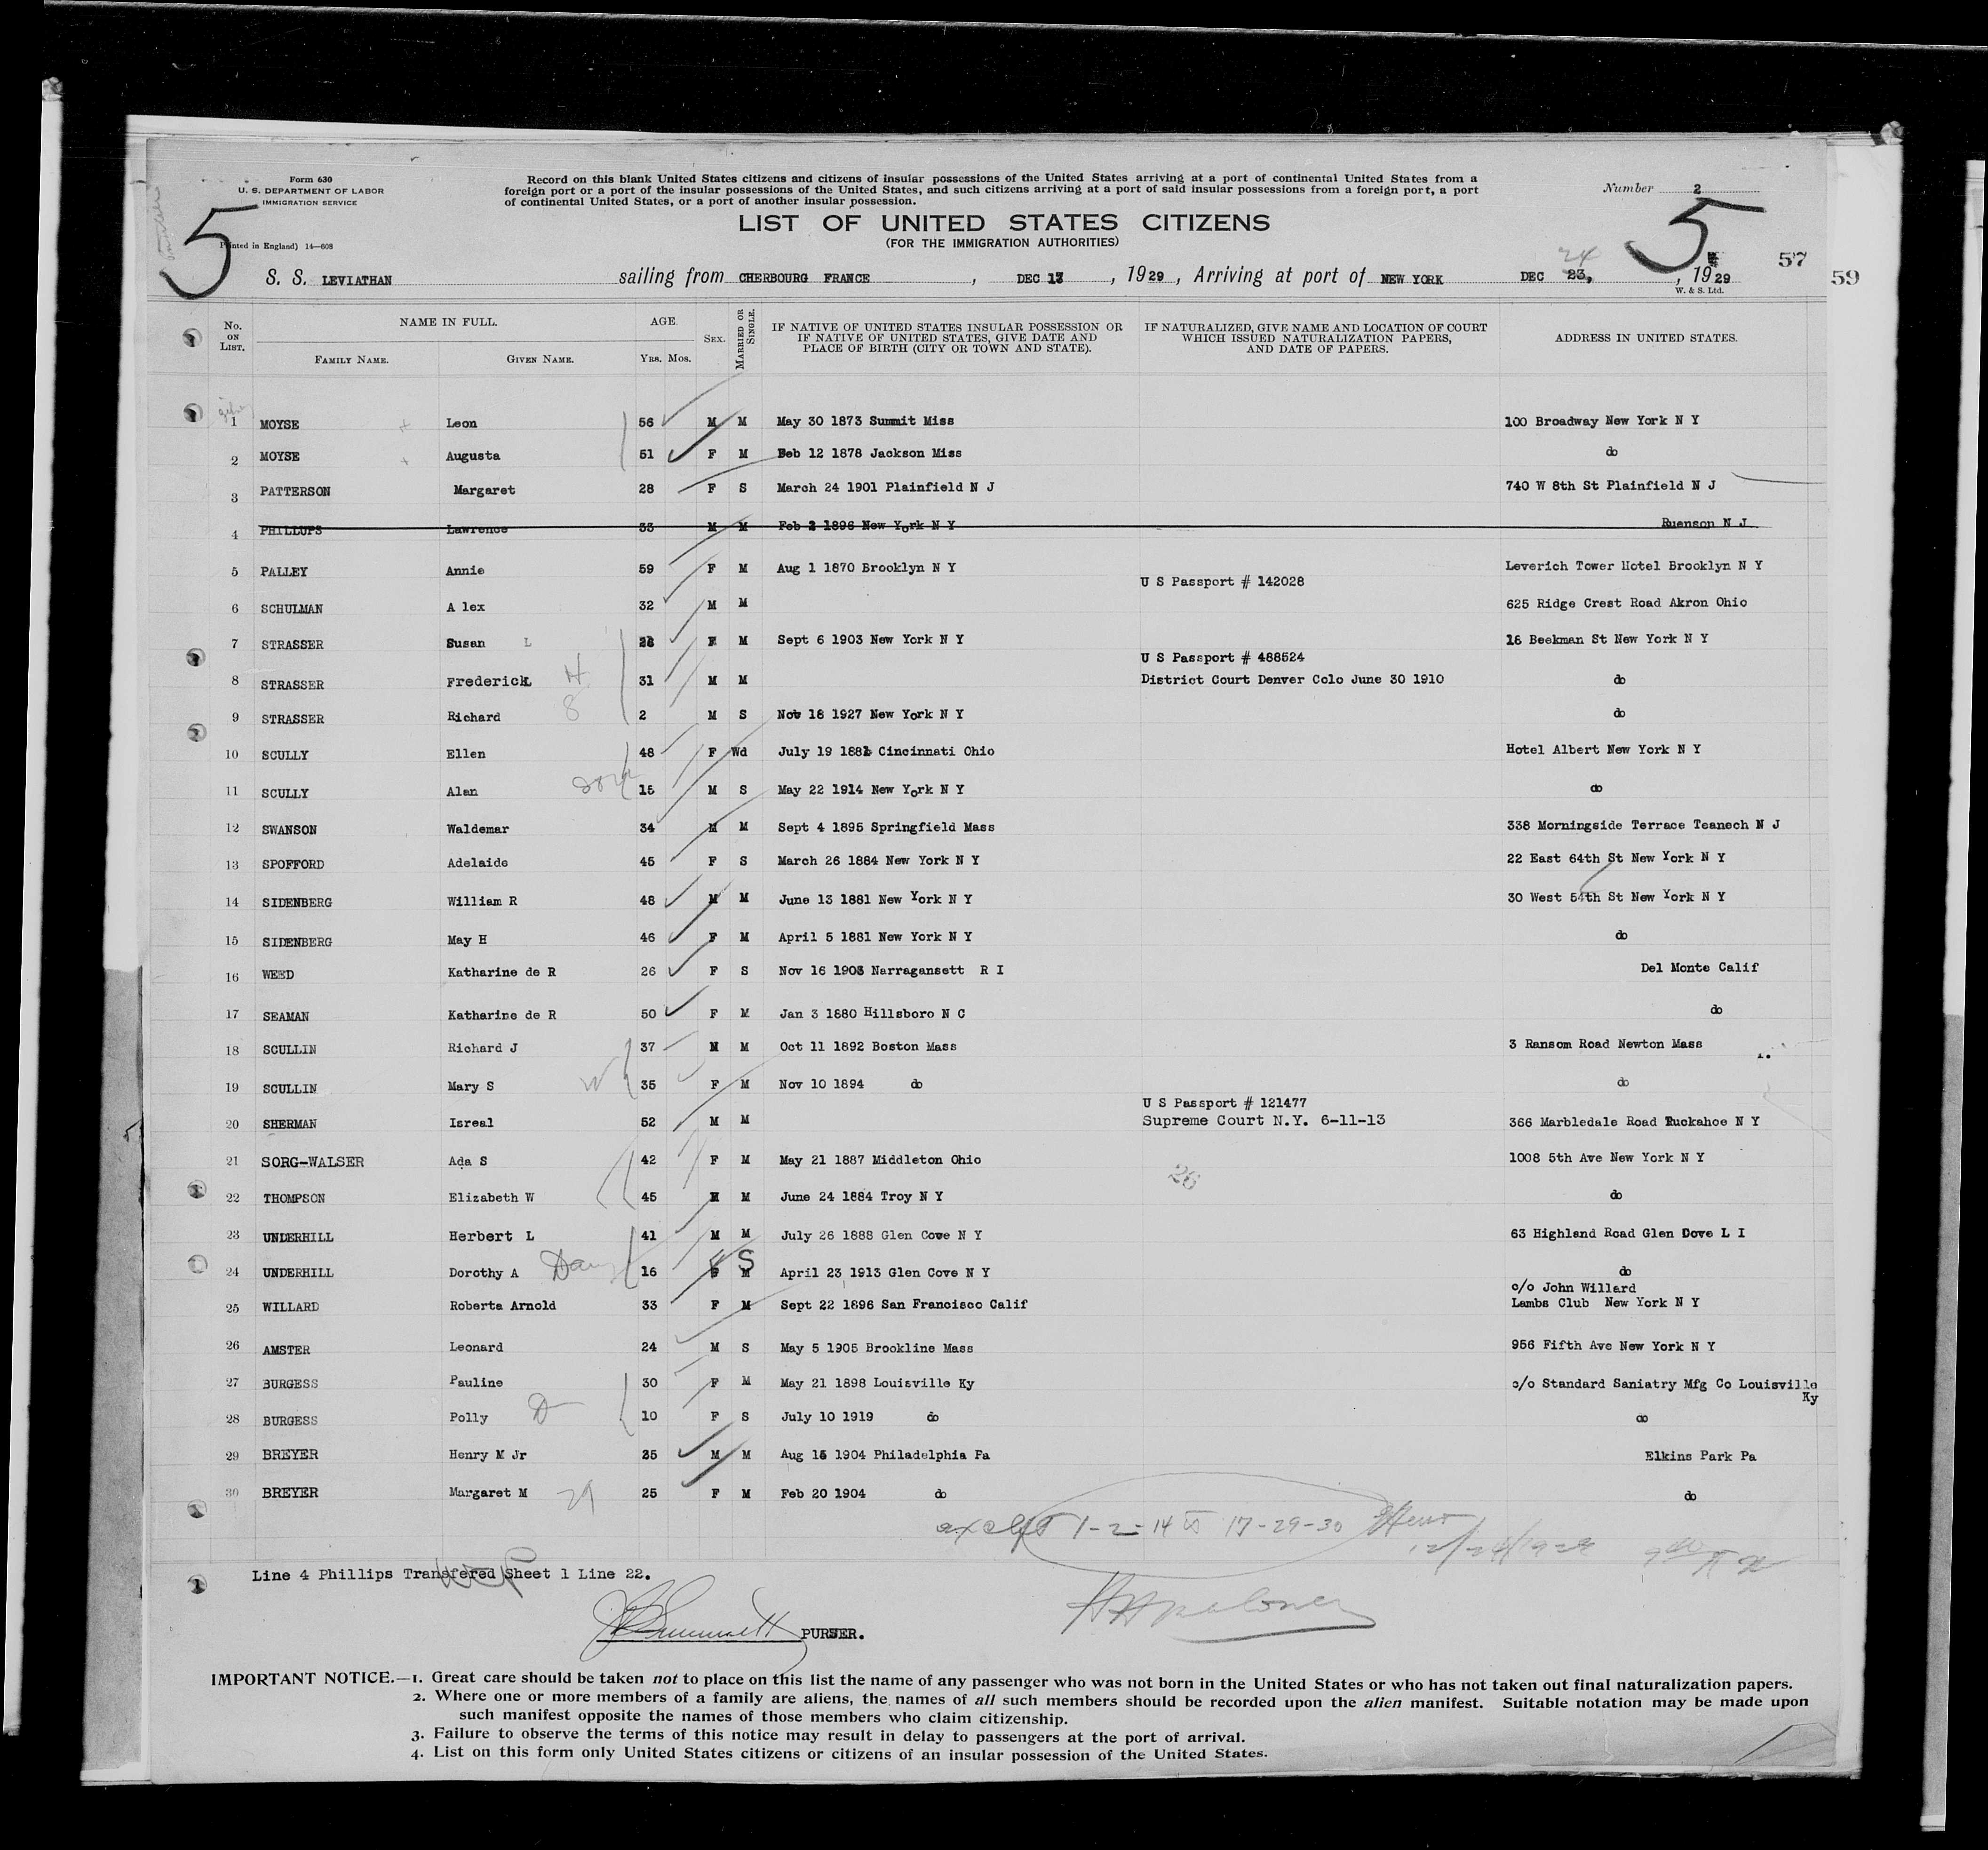 Form 630
U. S. DEPARTMENT OF LABOR
IMMIGRATION SERVICE
Printed in England) 14—608
Record on this blank United States citizens and citizens of insular possessions of the United States arriving at a port of continental United States from a
foreign port or a port of the insular possessions of the United States, and such citizens arriving at a port of said insular possessions from a foreign port, a port
of continental United States, or a port of another insular possession.
Number 2
LIST OF UNITED STATES CITIZENS
(FOR THE IMMIGRATION AUTHORITIES)
5
5
57
59
24
S. S. LEVIATHAN sailing from CHERBOURG FRANCE, DEC 13, 1929, Arriving at port of NEW YORK DEC 23, 1929
W. & S. Ltd.
No. ON LIST. NAME IN FULL. AGE. SEX. MARRIED OR SINGLE. IF NATIVE OF UNITED STATES INSULAR POSSESSION OR IF NATIVE OF UNITED STATES, GIVE DATE AND PLACE OF BIRTH (CITY OR TOWN AND STATE). IF NATURALIZED, GIVE NAME AND LOCATION OF COURT WHICH ISSUED NATURALIZATION PAPERS, AND DATE OF PAPERS. ADDRESS IN UNITED STATES.
FAMILY NAME. GIVEN NAME. YRS. MOS.
1 MOYSE Leon 56 M M May 30 1873 Summit Miss 100 Broadway New York N Y
2 MOYSE Augusta 51 F M Feb 12 1878 Jackson Miss do
3 PATTERSON Margaret 28 F S March 24 1901 Plainfield N J 740 W 8th St Plainfield N J
4 PHILLUPS Lawrence 33 M M Feb 2 1896 New York N Y Ruenson N J
5 PALLEY Annie 59 F M Aug 1 1870 Brooklyn N Y Leverich Tower Hotel Brooklyn N Y
U S Passport # 142028
6 SCHULMAN A lex 32 M M 625 Ridge Crest Road Akron Ohio
7 STRASSER Susan L 26 F M Sept 6 1903 New York N Y 16 Beekman St New York N Y
U S Passport # 488524
8 STRASSER Frederick H 31 M M District Court Denver Colo June 30 1910 do
9 STRASSER Richard 8 2 M S Nov 18 1927 New York N Y do
10 SCULLY Ellen 48 F Wd July 19 1881 Cincinnati Ohio Hotel Albert New York N Y
11 SCULLY Alan son 15 M S May 22 1914 New York N Y do
12 SWANSON Waldemar 34 M M Sept 4 1895 Springfield Mass 338 Morningside Terrace Teanech N J
13 SPOFFORD Adelaide 45 F S March 26 1884 New York N Y 22 East 64th St New York N Y
14 SIDENBERG William R 48 M M June 13 1881 New York N Y 30 West 54th St New York N Y
15 SIDENBERG May H 46 F M April 5 1881 New York N Y do
16 WEED Katharine de R 26 F S Nov 16 1903 Narragansett R I Del Monte Calif
17 SEAMAN Katharine de R 50 F M Jan 3 1880 Hillsboro N C do
18 SCULLIN Richard J 37 M M Oct 11 1892 Boston Mass 3 Ransom Road Newton Mass
19 SCULLIN Mary S W 35 F M Nov 10 1894 do do
U S Passport # 121477
20 SHERMAN Isreal 52 M M Supreme Court N.Y. 6-11-13 366 Marbledale Road Tuckahoe N Y
21 SORG-WALSER Ada S 42 F M May 21 1887 Middleton Ohio 1008 5th Ave New York N Y
26
22 THOMPSON Elizabeth W 45 M June 24 1884 Troy N Y do
23 UNDERHILL Herbert L 41 M M July 26 1888 Glen Cove N Y 63 Highland Road Glen Dove L I
24 UNDERHILL Dorothy A Dau 16 F S April 23 1913 Glen Cove N Y do
c/o John Willard
25 WILLARD Roberta Arnold 33 F M Sept 22 1896 San Francisco Calif Lambs Club New York N Y
26 AMSTER Leonard 24 M S May 5 1905 Brookline Mass 956 Fifth Ave New York N Y
27 BURGESS Pauline 30 F M May 21 1898 Louisville Ky c/o Standard Saniatry Mfg Co Louisville
Ky
28 BURGESS Polly D 10 F S July 10 1919 do do
29 BREYER Henry M Jr 25 M M Aug 15 1904 Philadelphia Pa Elkins Park Pa
30 BREYER Margaret M 29 25 F M Feb 20 1904 do do
except 1-2-14 to 17-29-30
Line 4 Phillips Transfered Sheet 1 Line 22.
PURSER.
IMPORTANT NOTICE.—1. Great care should be taken not to place on this list the name of any passenger who was not born in the United States or who has not taken out final naturalization papers.
2. Where one or more members of a family are aliens, the names of all such members should be recorded upon the alien manifest. Suitable notation may be made upon
such manifest opposite the names of those members who claim citizenship.
3. Failure to observe the terms of this notice may result in delay to passengers at the port of arrival.
4. List on this form only United States citizens or citizens of an insular possession of the United States.